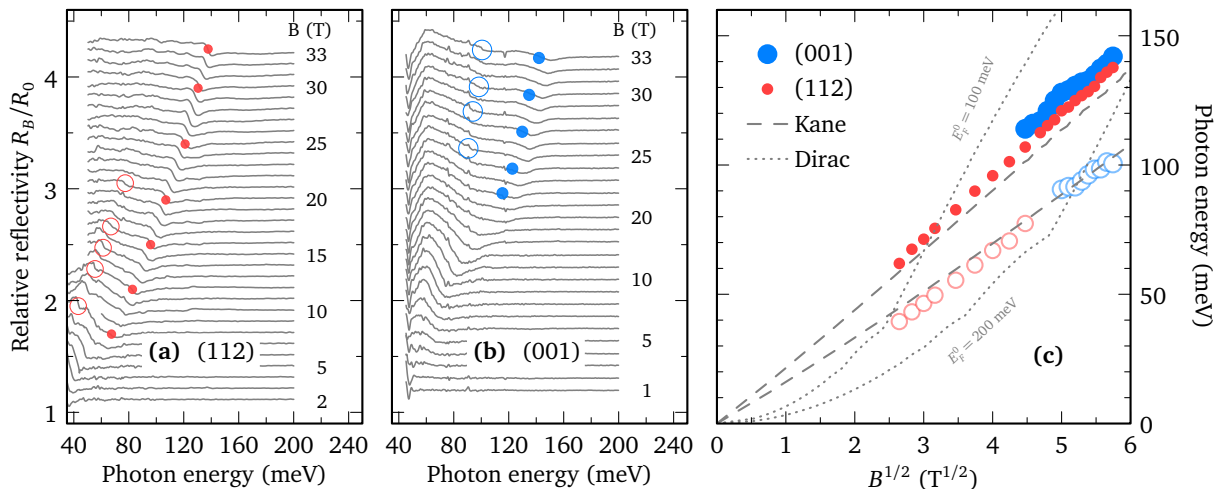 Relative reflectivity R_B/R_0
4
3
2
1
B (T)
33
30
25
20
15
10
5
2
(a) (112)
40 80 120 160 200 240
Photon energy (meV)
B (T)
33
30
25
20
15
10
5
1
(b) (001)
40 80 120 160 200 240
Photon energy (meV)
(001)
(112)
Kane
Dirac
E_F^0 = 100 meV
E_F^0 = 200 meV
(c)
150
100
50
0
Photon energy (meV)
0 1 2 3 4 5 6
B^{1/2} (T^{1/2})